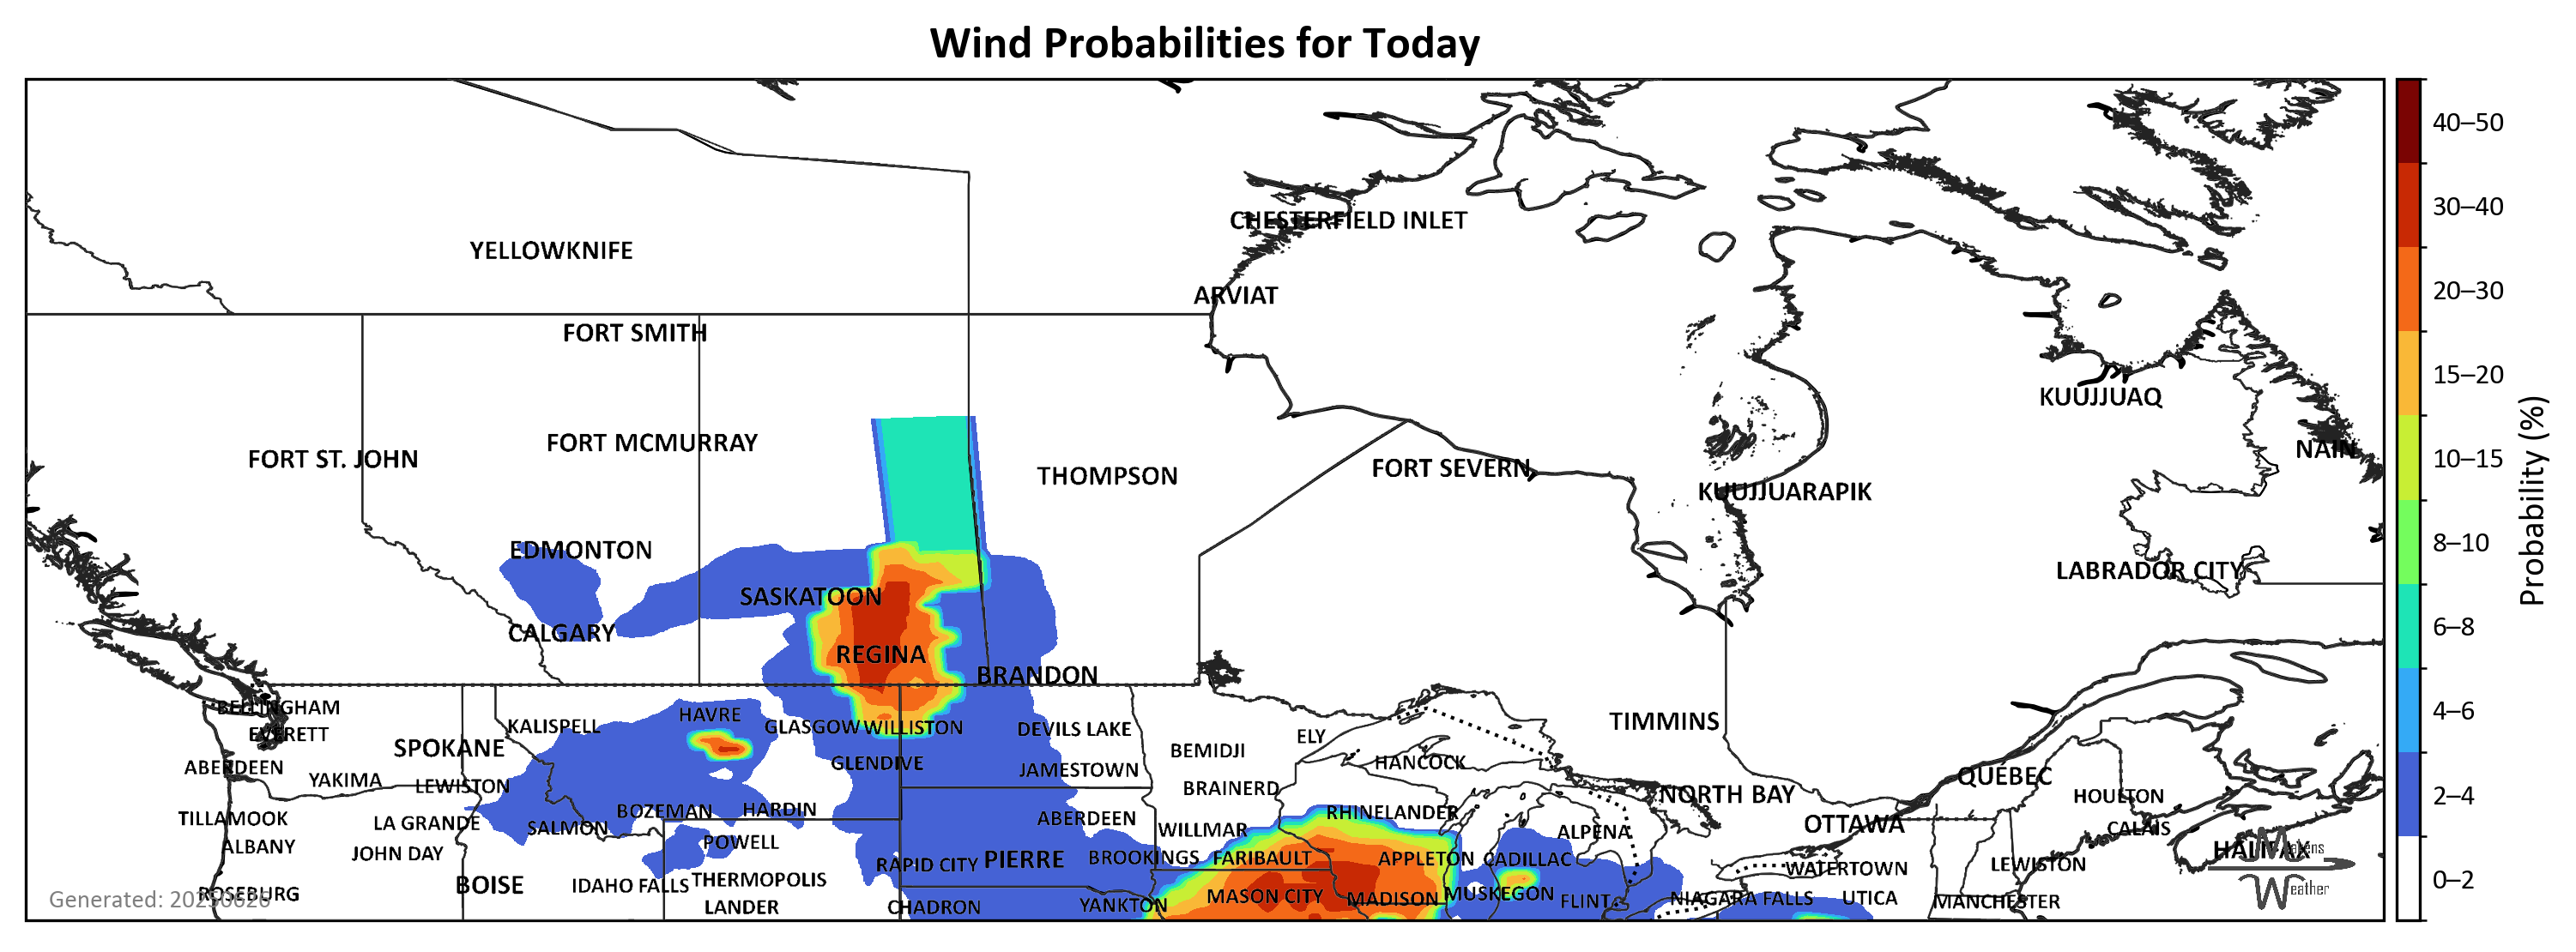 Wind Probabilities for Today
CHESTERFIELD INLET
YELLOWKNIFE
ARVIAT
FORT SMITH
KUUJJUAQ
FORT MCMURRAY
NAIN
FORT ST. JOHN
FORT SEVERN
THOMPSON
KUUJJUARAPIK
EDMONTON
LABRADOR CITY
SASKATOON
CALGARY
REGINA
BRANDON
BELLINGHAM
HAVRE
TIMMINS
KALISPELL
GLASGOW
WILLISTON
DEVILS LAKE
EVERETT
ELY
SPOKANE
BEMIDJI
HANCOCK
GLENDIVE
ABERDEEN
JAMESTOWN
QUÉBEC
YAKIMA
LEWISTON
BRAINERD
NORTH BAY
HOULTON
BOZEMAN
HARDIN
RHINELANDER
TILLAMOOK
LA GRANDE
SALMON
ABERDEEN
WILLMAR
ALPENA
OTTAWA
CALAIS
ALBANY
JOHN DAY
POWELL
HALIFAX
Matens
Weather
RAPID CITY
PIERRE
BROOKINGS
FARIBAULT
APPLETON
CADILLAC
WATERTOWN
LEWISTON
BOISE
IDAHO FALLS
THERMOPOLIS
ROSEBURG
MASON CITY
MADISON
MUSKEGON
FLINT
NIAGARA FALLS
UTICA
MANCHESTER
LANDER
CHADRON
YANKTON
Generated: 20250626
40–50
30–40
20–30
15–20
10–15
8–10
6–8
4–6
2–4
0–2
Probability (%)